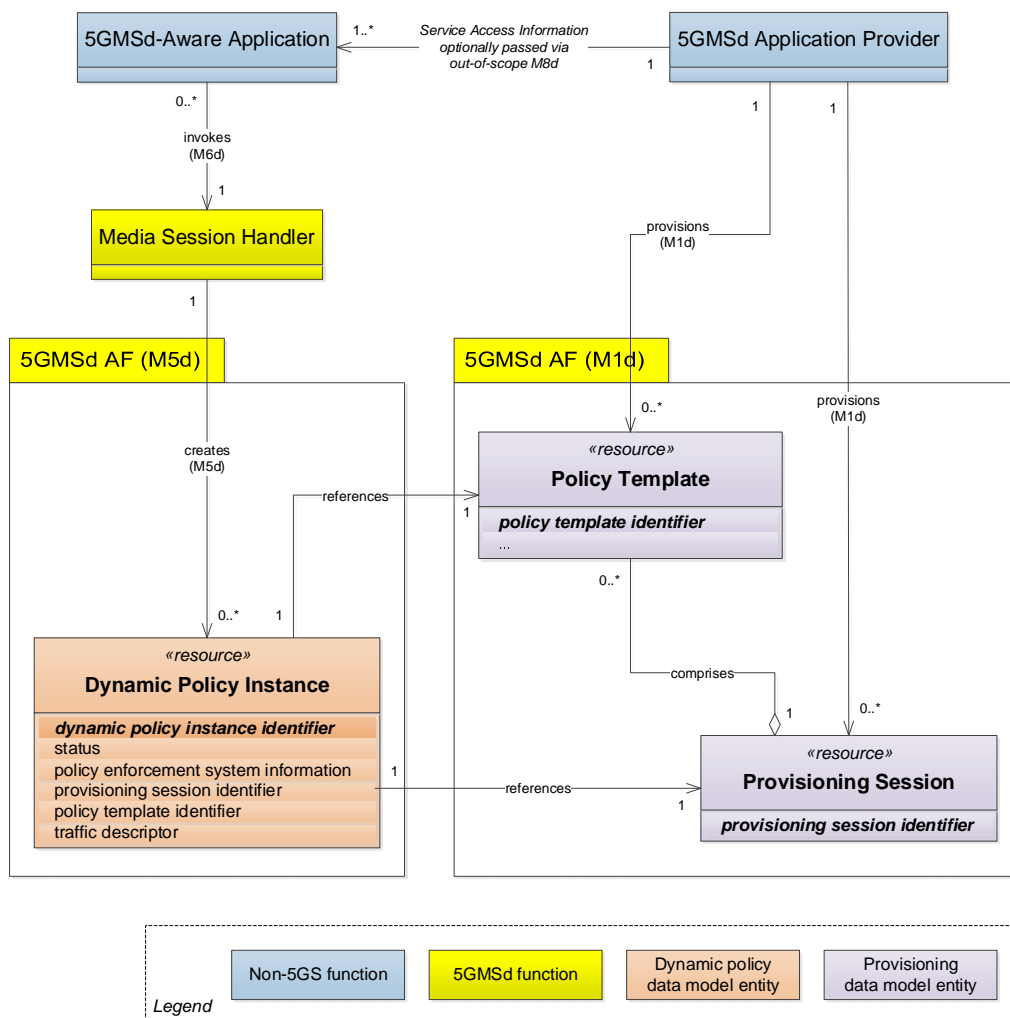 5GMSd-Aware Application
1..*
Service Access Information
optionally passed via
out-of-scope M8d
1
5GMSd Application Provider
0..*
invokes
(M6d)
1
Media Session Handler
1
1
1
provisions
(M1d)
5GMSd AF (M5d)
5GMSd AF (M1d)
creates
(M5d)
0..*
provisions
(M1d)
«resource»
Policy Template
policy template identifier
...
references
1
0..*
0..*
1
«resource»
Dynamic Policy Instance
dynamic policy instance identifier
status
policy enforcement system information
provisioning session identifier
policy template identifier
traffic descriptor
comprises
1
0..*
1
references
1
«resource»
Provisioning Session
provisioning session identifier
Legend
Non-5GS function
5GMSd function
Dynamic policy
data model entity
Provisioning
data model entity